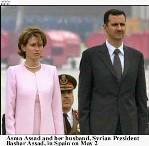 Asma Assad and her husband, Syrian President
Bashar Assad, in Spain on May 2